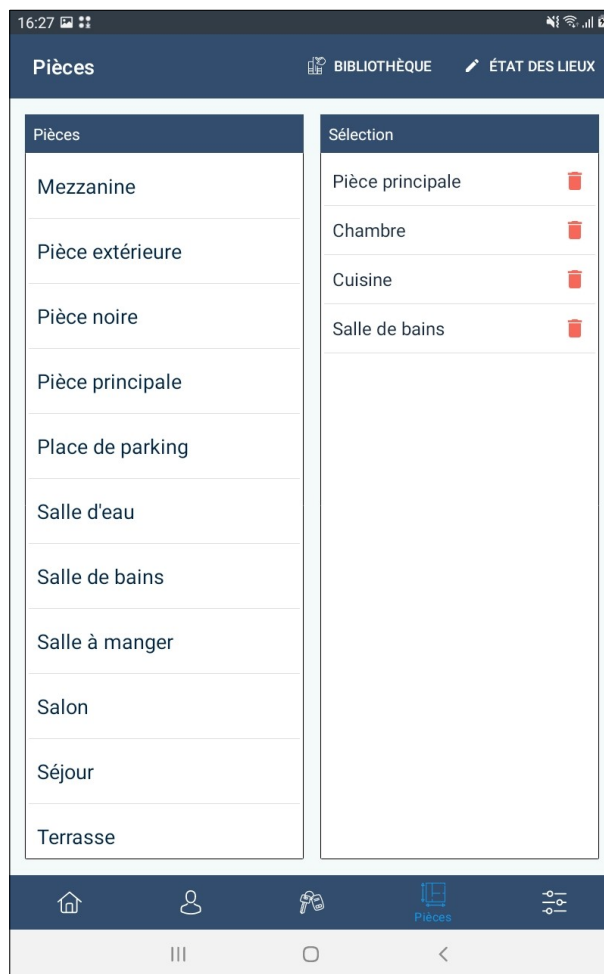 16:27
Pièces
BIBLIOTHÈQUE
ÉTAT DES LIEUX
Pièces
Mezzanine
Pièce extérieure
Pièce noire
Pièce principale
Place de parking
Salle d'eau
Salle de bains
Salle à manger
Salon
Séjour
Terrasse
Sélection
Pièce principale
Chambre
Cuisine
Salle de bains
Pièces